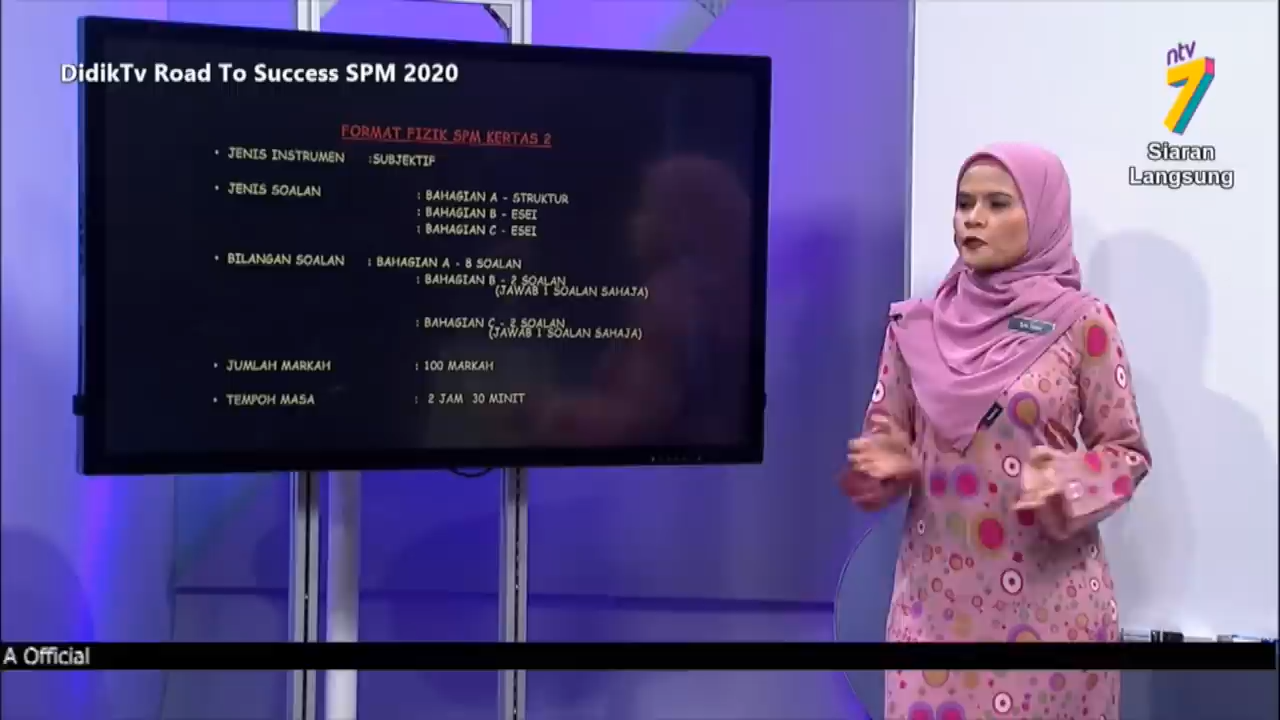 DidikTv Road To Success SPM 2020
ntv
7
Siaran
Langsung
FORMAT FIZIK SPM KERTAS 2
• JENIS INSTRUMEN :SUBJEKTIF
• JENIS SOALAN : BAHAGIAN A - STRUKTUR
: BAHAGIAN B - ESEI
: BAHAGIAN C - ESEI
• BILANGAN SOALAN : BAHAGIAN A - 8 SOALAN
: BAHAGIAN B - 2 SOALAN
(JAWAB 1 SOALAN SAHAJA)
: BAHAGIAN C - 2 SOALAN
(JAWAB 1 SOALAN SAHAJA)
• JUMLAH MARKAH : 100 MARKAH
• TEMPOH MASA : 2 JAM 30 MINIT
A Official